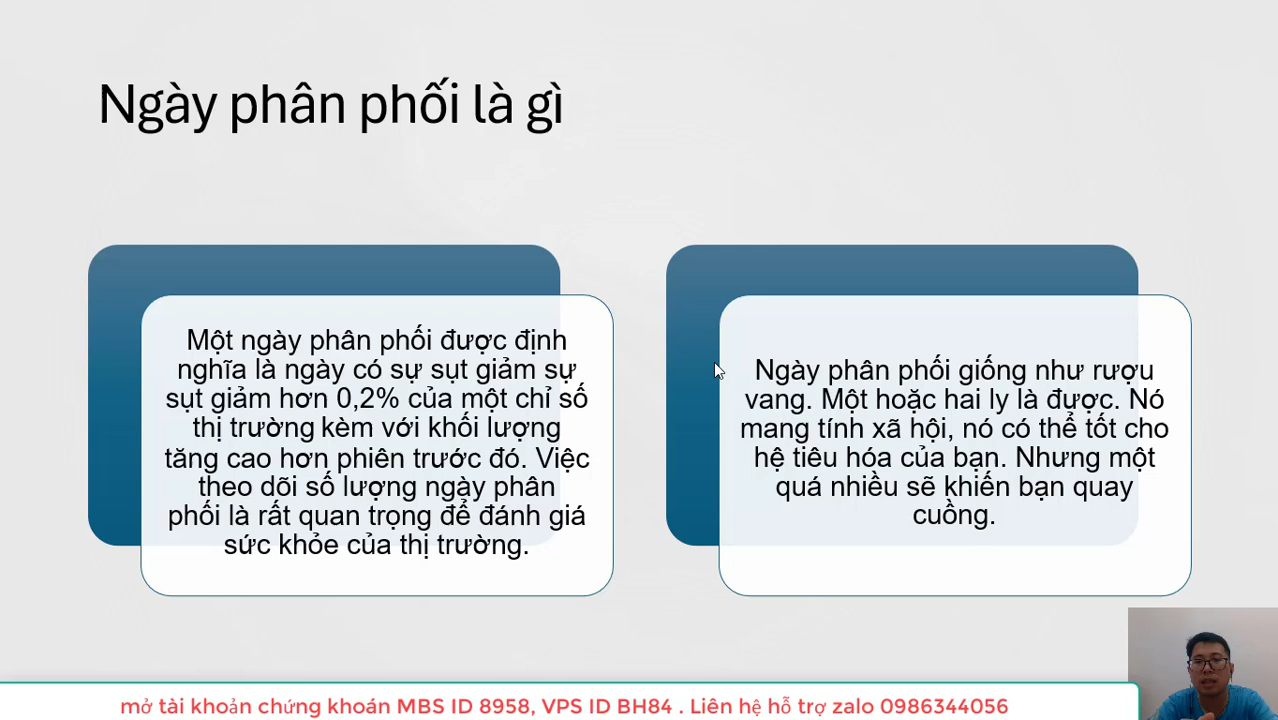 Ngày phân phối là gì
Một ngày phân phối được định
nghĩa là ngày có sự sụt giảm sự
sụt giảm hơn 0,2% của một chỉ số
thị trường kèm với khối lượng
tăng cao hơn phiên trước đó. Việc
theo dõi số lượng ngày phân
phối là rất quan trọng để đánh giá
sức khỏe của thị trường.
Ngày phân phối giống như rượu
vang. Một hoặc hai ly là được. Nó
mang tính xã hội, nó có thể tốt cho
hệ tiêu hóa của bạn. Nhưng một
quá nhiều sẽ khiến bạn quay
cuồng.
mở tài khoản chứng khoán MBS ID 8958, VPS ID BH84 . Liên hệ hỗ trợ zalo 0986344056